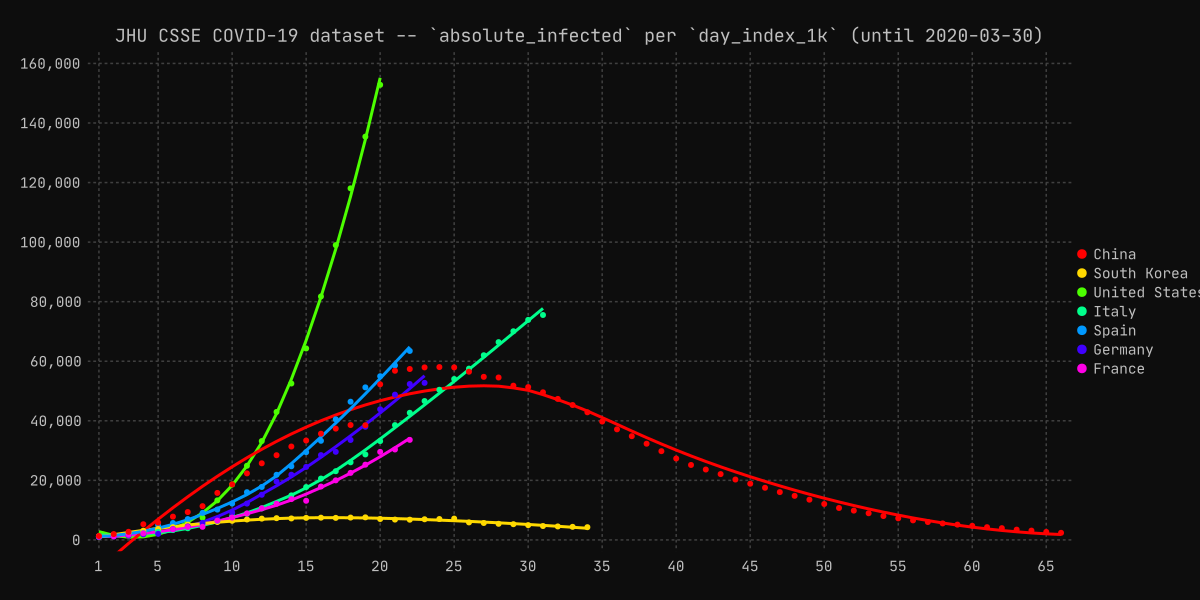 JHU CSSE COVID-19 dataset -- `absolute_infected` per `day_index_1k` (until 2020-03-30)
160,000
140,000
120,000
100,000
80,000
60,000
40,000
20,000
0
1 5 10 15 20 25 30 35 40 45 50 55 60 65
China
South Korea
United States
Italy
Spain
Germany
France